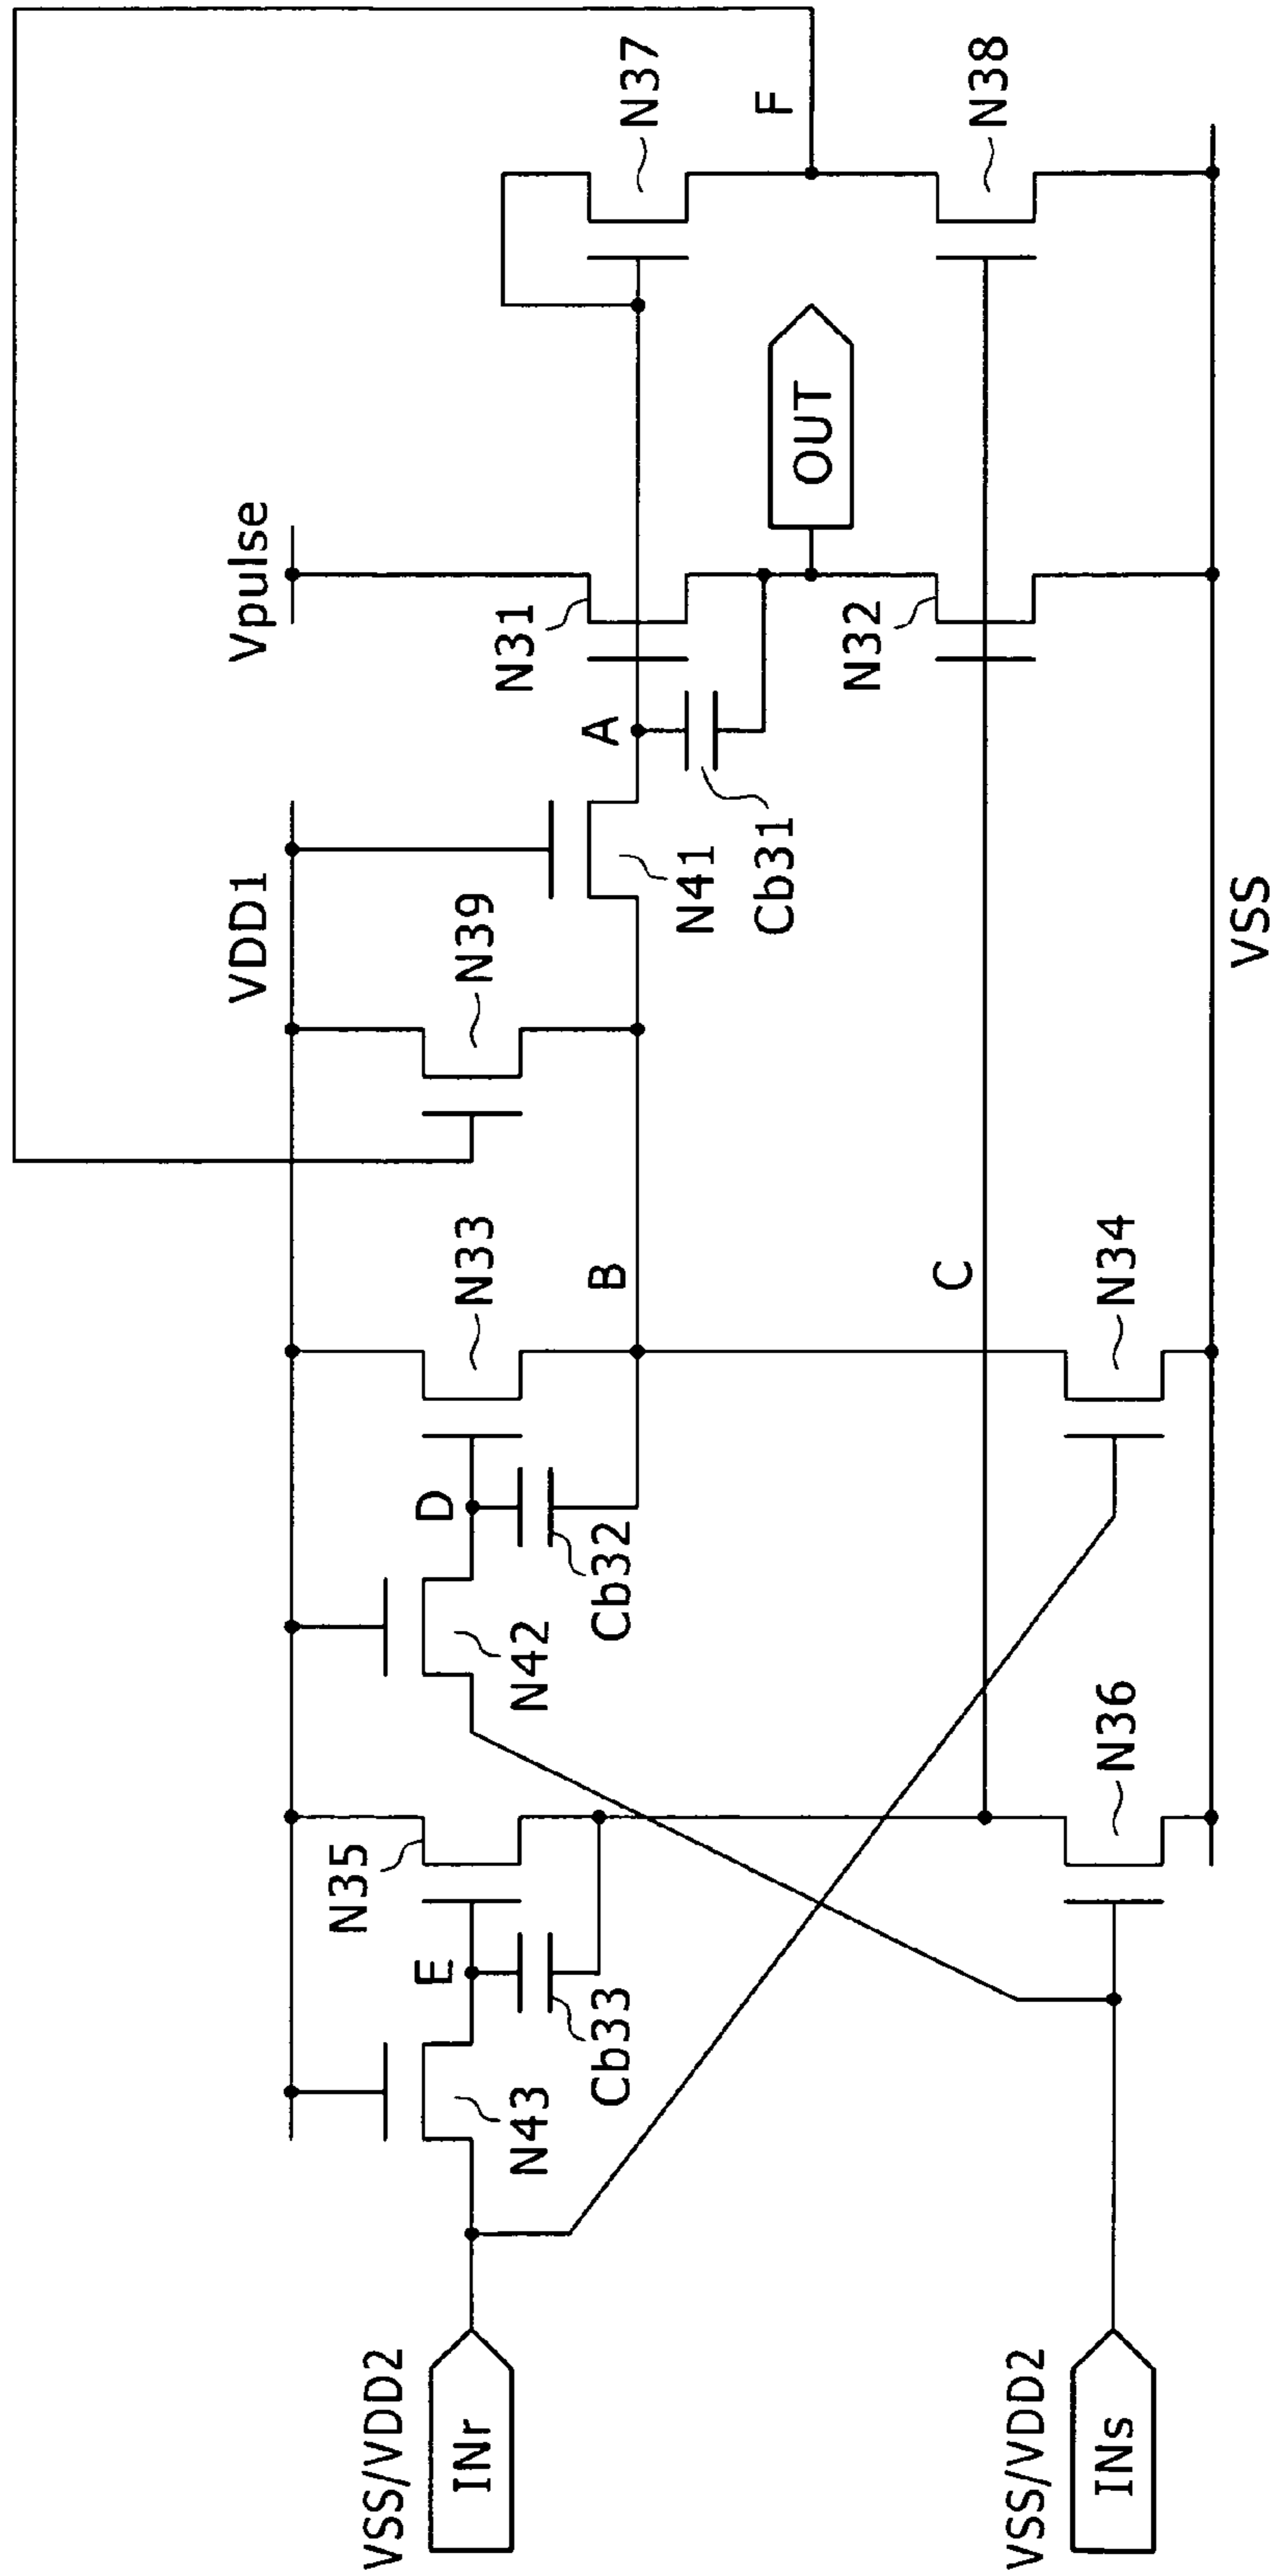 VSS/VDD2
INr
N43
E
Cb33
N35
N42
D
Cb32
N33
B
N39
VDD1
N41
A
Cb31
Vpulse
N31
OUT
N37
F
VSS/VDD2
INs
N36
N34
C
N32
N38
VSS